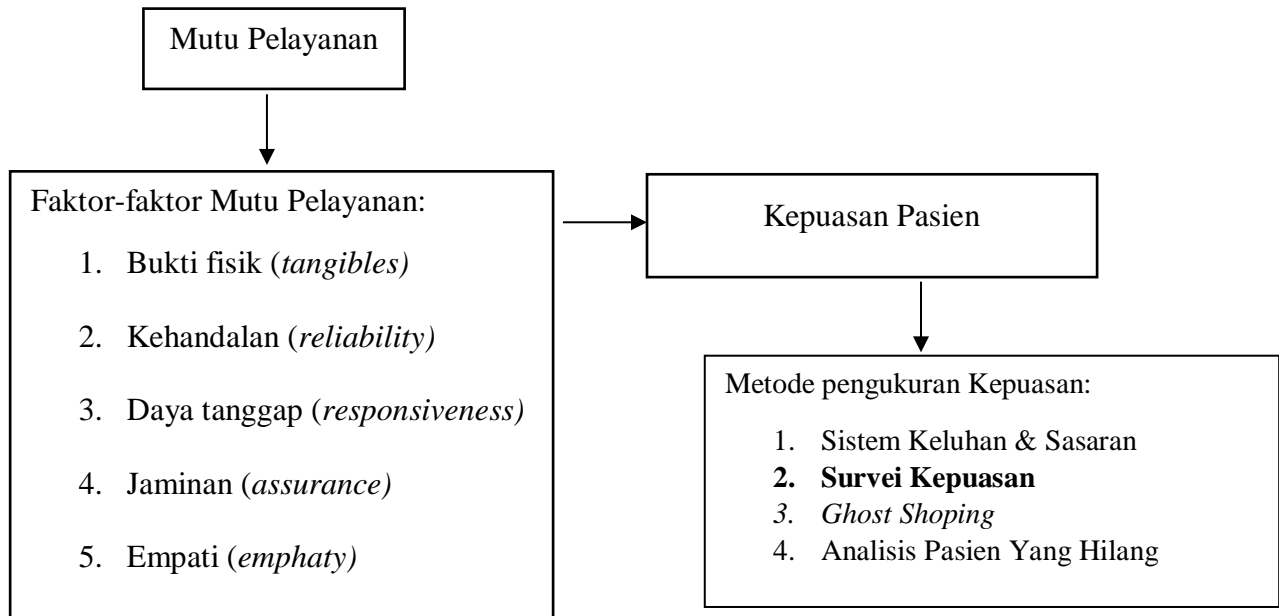 Mutu Pelayanan
Faktor-faktor Mutu Pelayanan:
1. Bukti fisik (tangibles)
2. Kehandalan (reliability)
3. Daya tanggap (responsiveness)
4. Jaminan (assurance)
5. Empati (emphaty)
Kepuasan Pasien
Metode pengukuran Kepuasan:
1. Sistem Keluhan & Sasaran
2. Survei Kepuasan
3. Ghost Shoping
4. Analisis Pasien Yang Hilang